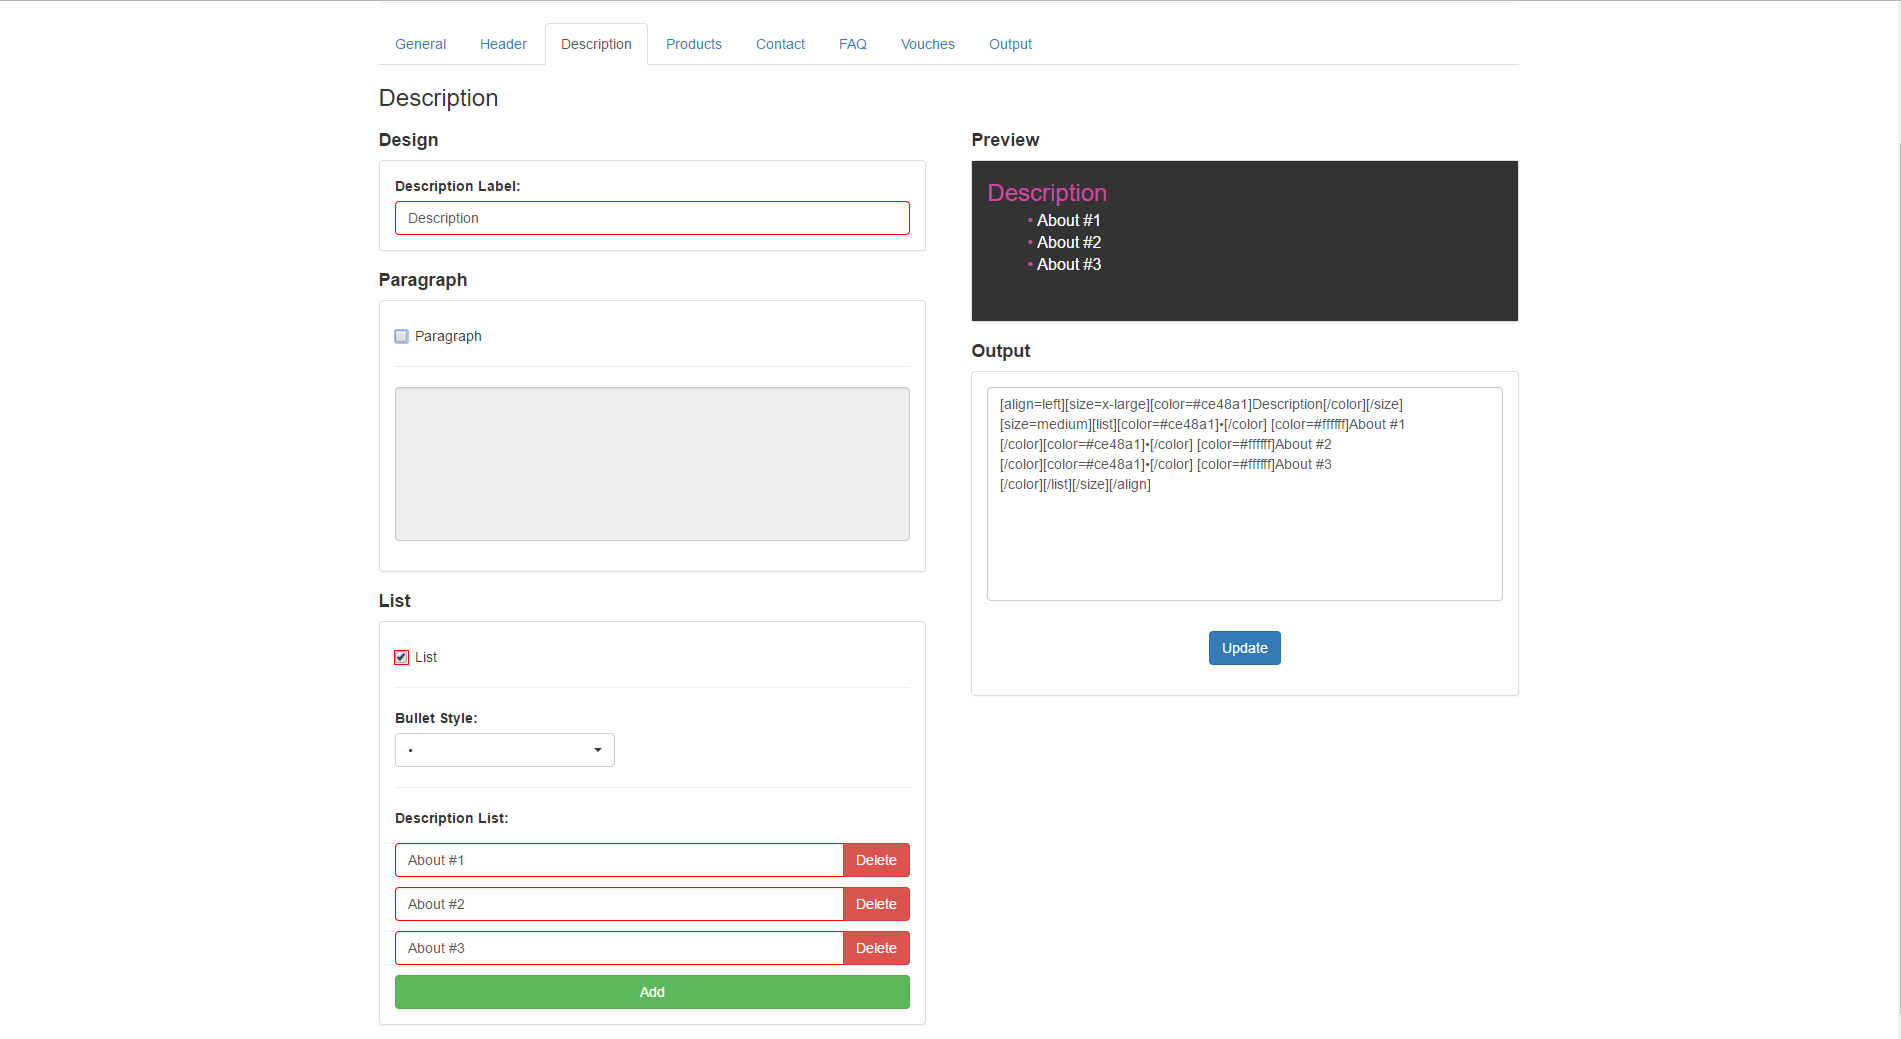 General Header Description Products Contact FAQ Vouches Output
Description
Design
Description Label:
Description
Paragraph
Paragraph
List
List
Bullet Style:
•
Description List:
About #1 Delete
About #2 Delete
About #3 Delete
Add
Preview
Description
• About #1
• About #2
• About #3
Output
[align=left][size=x-large][color=#ce48a1]Description[/color][/size]
[size=medium][list][color=#ce48a1]•[/color] [color=#ffffff]About #1
[/color][color=#ce48a1]•[/color] [color=#ffffff]About #2
[/color][color=#ce48a1]•[/color] [color=#ffffff]About #3
[/color][/list][/size][/align]
Update